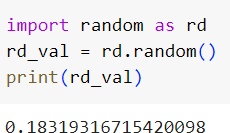 import random as rd
rd_val = rd.random()
print(rd_val)
0.18319316715420098